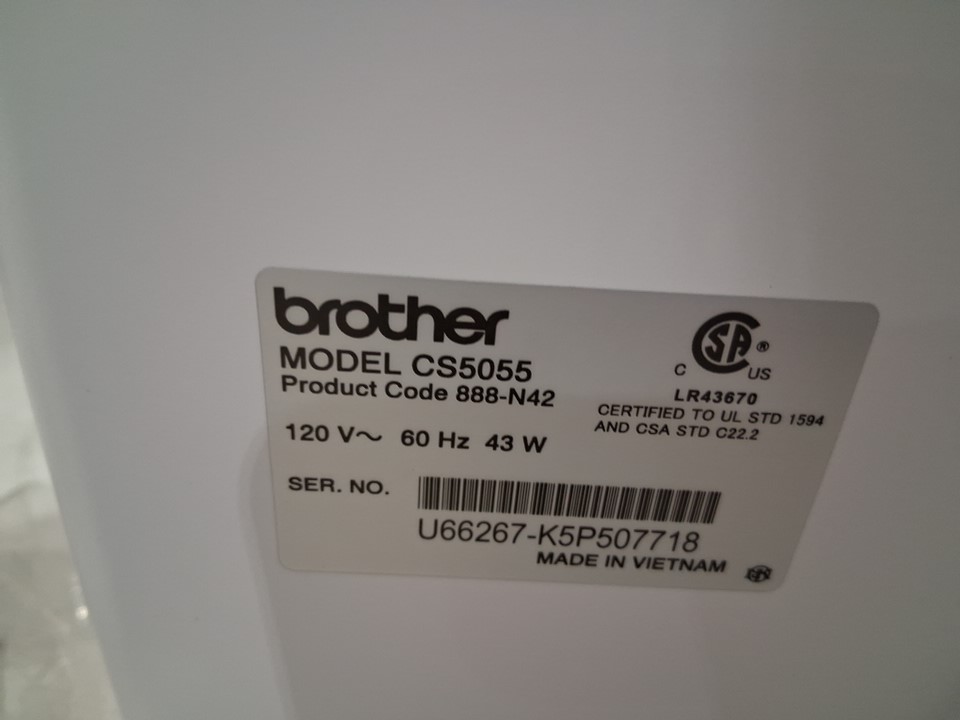 brother
MODEL CS5055
Product Code 888-N42
120 V～ 60 Hz 43 W
SER. NO.
U66267-K5P507718
MADE IN VIETNAM
SA ®
C US
LR43670
CERTIFIED TO UL STD 1594
AND CSA STD C22.2